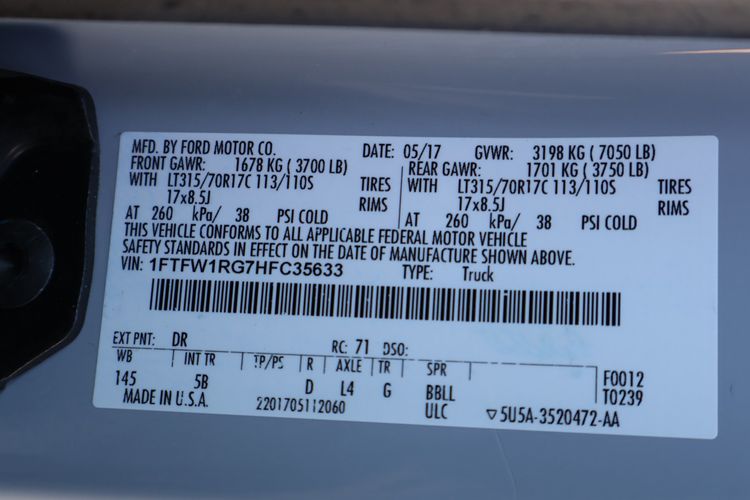 MFD. BY FORD MOTOR CO. DATE: 05/17 GVWR: 3198 KG ( 7050 LB)
FRONT GAWR: 1678 KG ( 3700 LB) REAR GAWR: 1701 KG ( 3750 LB)
WITH LT315/70R17C 113/110S TIRES WITH LT315/70R17C 113/110S TIRES
17x8.5J RIMS 17x8.5J RIMS
AT 260 kPa/ 38 PSI COLD AT 260 kPa/ 38 PSI COLD
THIS VEHICLE CONFORMS TO ALL APPLICABLE FEDERAL MOTOR VEHICLE
SAFETY STANDARDS IN EFFECT ON THE DATE OF MANUFACTURE SHOWN ABOVE.
VIN: 1FTFW1RG7HFC35633 TYPE: Truck
EXT PNT: DR RC: 71 DSO:
WB INT TR TP/PS R AXLE TR SPR
145 5B D L4 G BBLL F0012
ULC T0239
MADE IN U.S.A. 2201705112060 ▽5U5A-3520472-AA